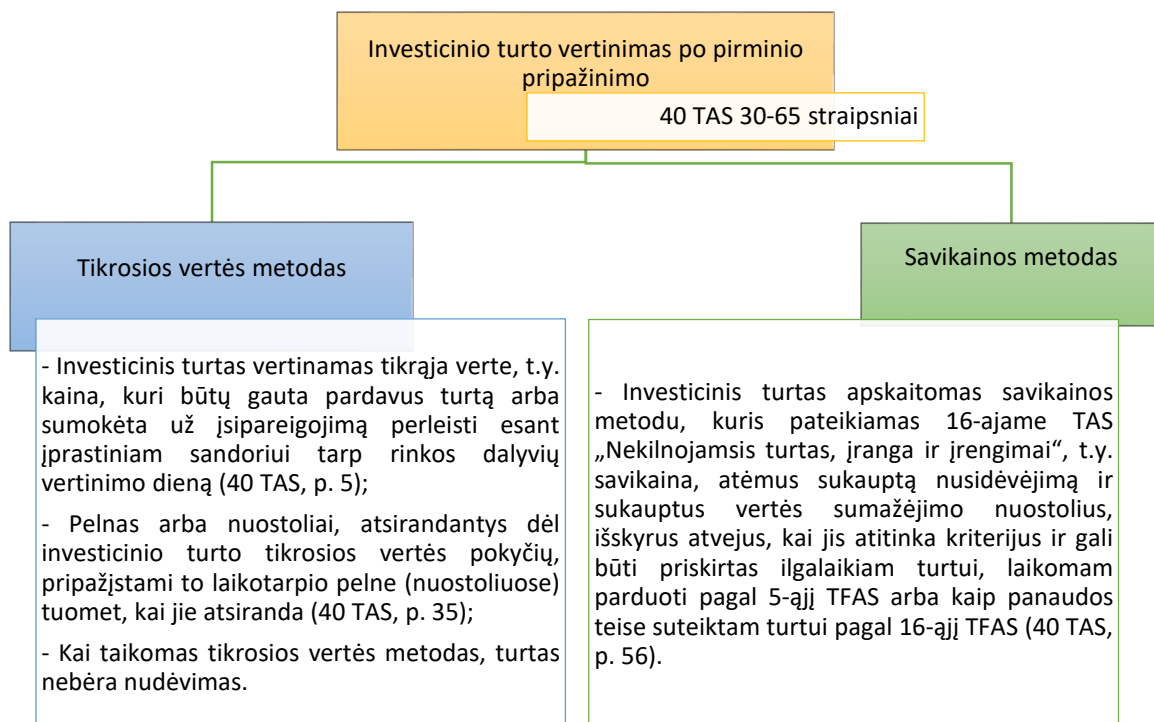 Investicinio turto vertinimas po pirminio
pripažinimo
40 TAS 30-65 straipsniai
Tikrosios vertės metodas
- Investicinis turtas vertinamas tikrąja verte, t.y.
kaina, kuri būtų gauta pardavus turtą arba
sumokėta už įsipareigojimą perleisti esant
įprastiniam sandoriui tarp rinkos dalyvių
vertinimo dieną (40 TAS, p. 5);
- Pelnas arba nuostoliai, atsirandantys dėl
investicinio turto tikrosios vertės pokyčių,
pripažįstami to laikotarpio pelne (nuostoliuose)
tuomet, kai jie atsiranda (40 TAS, p. 35);
- Kai taikomas tikrosios vertės metodas, turtas
nebėra nudėvimas.
Savikainos metodas
- Investicinis turtas apskaitomas savikainos
metodu, kuris pateikiamas 16-ajame TAS
„Nekilnojamsis turtas, įranga ir įrengimai“, t.y.
savikaina, atėmus sukauptą nusidėvėjimą ir
sukauptus vertės sumažėjimo nuostolius,
išskyrus atvejus, kai jis atitinka kriterijus ir gali
būti priskirtas ilgalaikiam turtui, laikomam
parduoti pagal 5-ąjį TFAS arba kaip panaudos
teise suteiktam turtui pagal 16-ąjį TFAS (40 TAS,
p. 56).